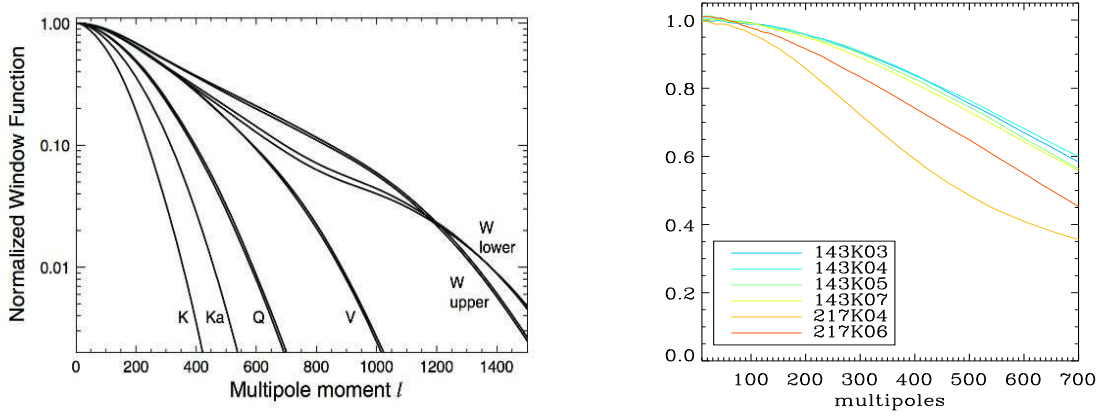 Normalized Window Function
1.00
0.10
0.01
K Ka Q V
W
lower
W
upper
0 200 400 600 800 1000 1200 1400
Multipole moment l
1.0
0.8
0.6
0.4
0.2
0.0
143K03
143K04
143K05
143K07
217K04
217K06
100 200 300 400 500 600 700
multipoles